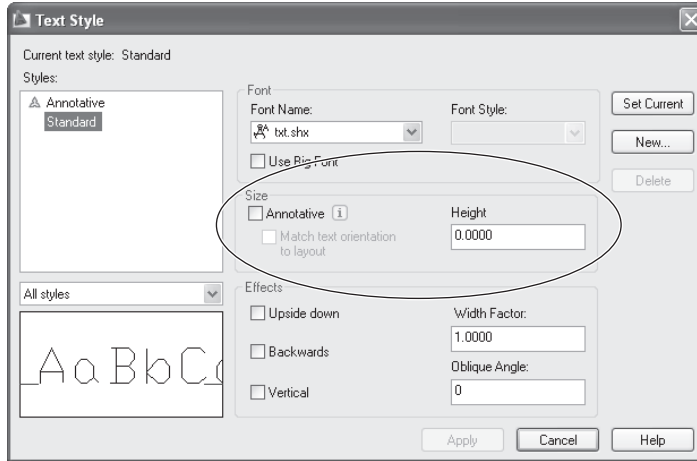 Text Style
Current text style: Standard
Styles:
Annotative
Standard
All styles
AaBbC
Font
Font Name:
txt.shx
Use Big Font
Font Style:
Size
Annotative
Match text orientation
to layout
Height
0.0000
Effects
Upside down
Backwards
Vertical
Width Factor:
1.0000
Oblique Angle:
0
Set Current
New...
Delete
Apply
Cancel
Help